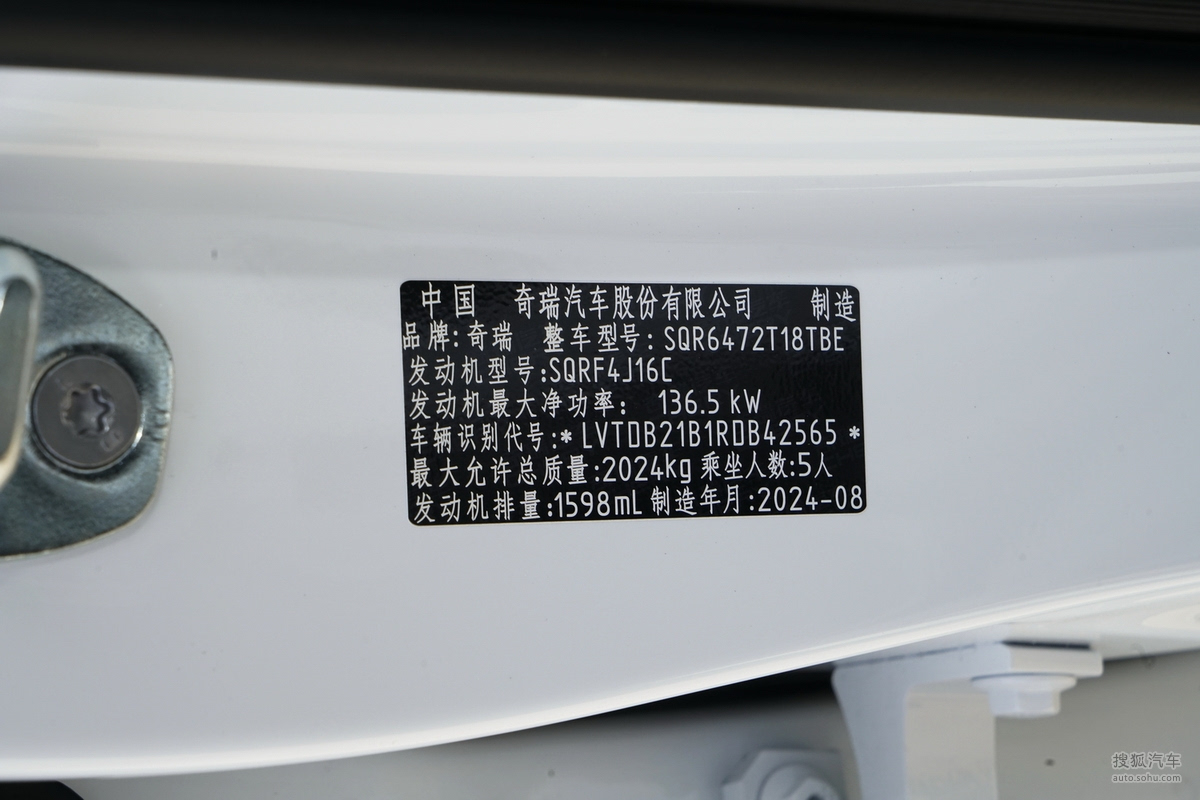 中国 奇瑞汽车股份有限公司 制造
品牌:奇瑞 整车型号:SQR6472T18TBE
发动机型号:SQRF4J16C
发动机最大净功率: 136.5 kW
车辆识别代号:*LVTDB21B1RDB42565*
最大允许总质量:2024kg 乘坐人数:5人
发动机排量:1598mL 制造年月:2024-08
搜狐汽车
auto.sohu.com